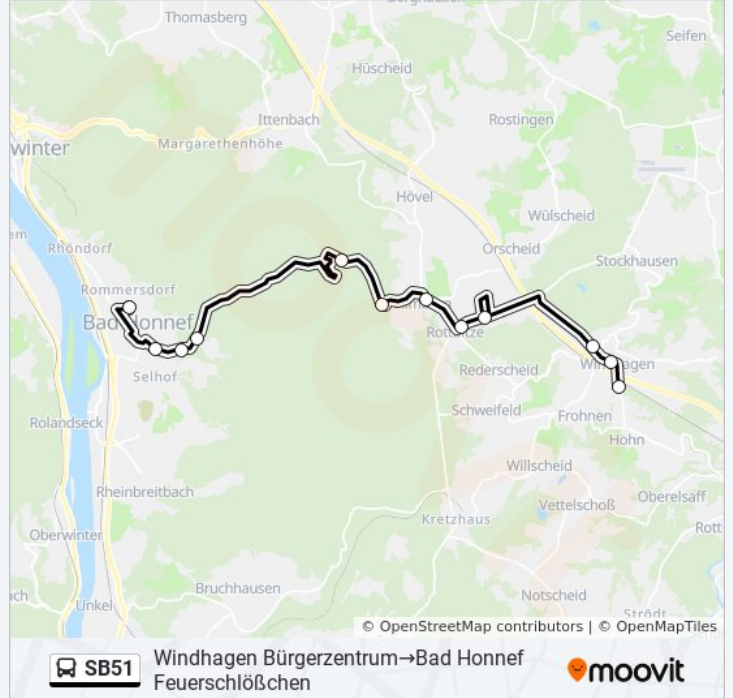 Thomasberg
Seifen
Hüscheid
Ittenbach
Rostingen
winter
Margarethenhöhe
Hövel
Wülscheid
Rhöndorf
Orscheid
Stockhausen
Rommersdorf
Bad Honnef
Rottbitze
Selhof
Rederscheid
Schweifeld
Frohnen
Rolandseck
Hohn
Willscheid
Rheinbreitbach
Vettelschoß
Oberelsaff
Kretzhaus
Rott
Oberwinter
Bruchhausen
Notscheid
Unkel
Strödt
© OpenStreetMap contributors | © OpenMapTiles
SB51
Windhagen Bürgerzentrum→Bad Honnef
Feuerschlößchen
moovit